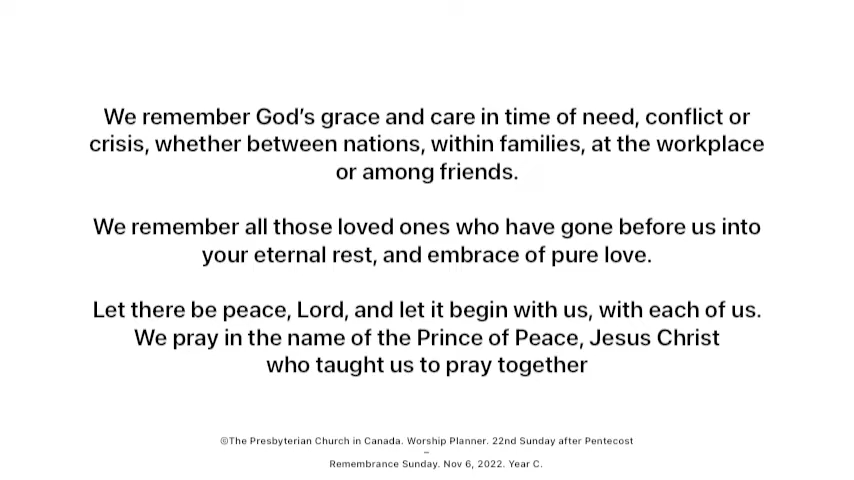 We remember God’s grace and care in time of need, conflict or
crisis, whether between nations, within families, at the workplace
or among friends.
We remember all those loved ones who have gone before us into
your eternal rest, and embrace of pure love.
Let there be peace, Lord, and let it begin with us, with each of us.
We pray in the name of the Prince of Peace, Jesus Christ
who taught us to pray together
©The Presbyterian Church in Canada. Worship Planner. 22nd Sunday after Pentecost
–
Remembrance Sunday. Nov 6, 2022. Year C.